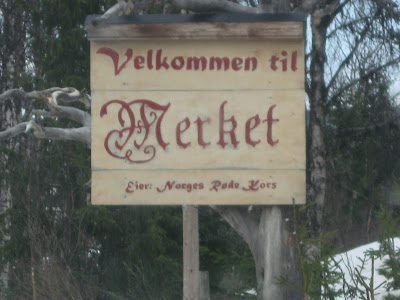 Velkommen til
Merket
Eier: Norges Røde Kors